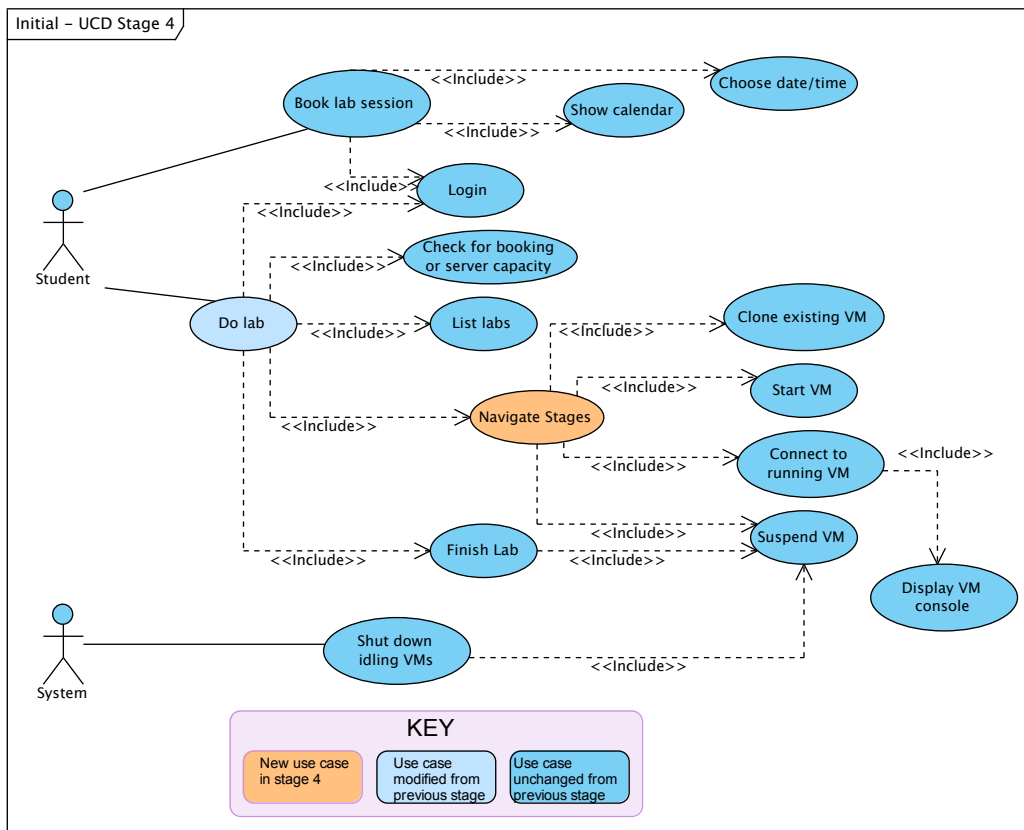 Initial – UCD Stage 4
<<Include>>
Choose date/time
Book lab session
Show calendar
<<Include>>
<<Include>>
Login
<<Include>>
Check for booking
or server capacity
<<Include>>
Student
Clone existing VM
Do lab
List labs
<<Include>>
<<Include>>
Start VM
<<Include>>
Navigate Stages
<<Include>>
Connect to
running VM
<<Include>>
<<Include>>
<<Include>>
Suspend VM
Finish Lab
<<Include>>
<<Include>>
<<Include>>
Display VM
console
Shut down
idling VMs
<<Include>>
System
KEY
New use case
in stage 4
Use case
modified from
previous stage
Use case
unchanged from
previous stage